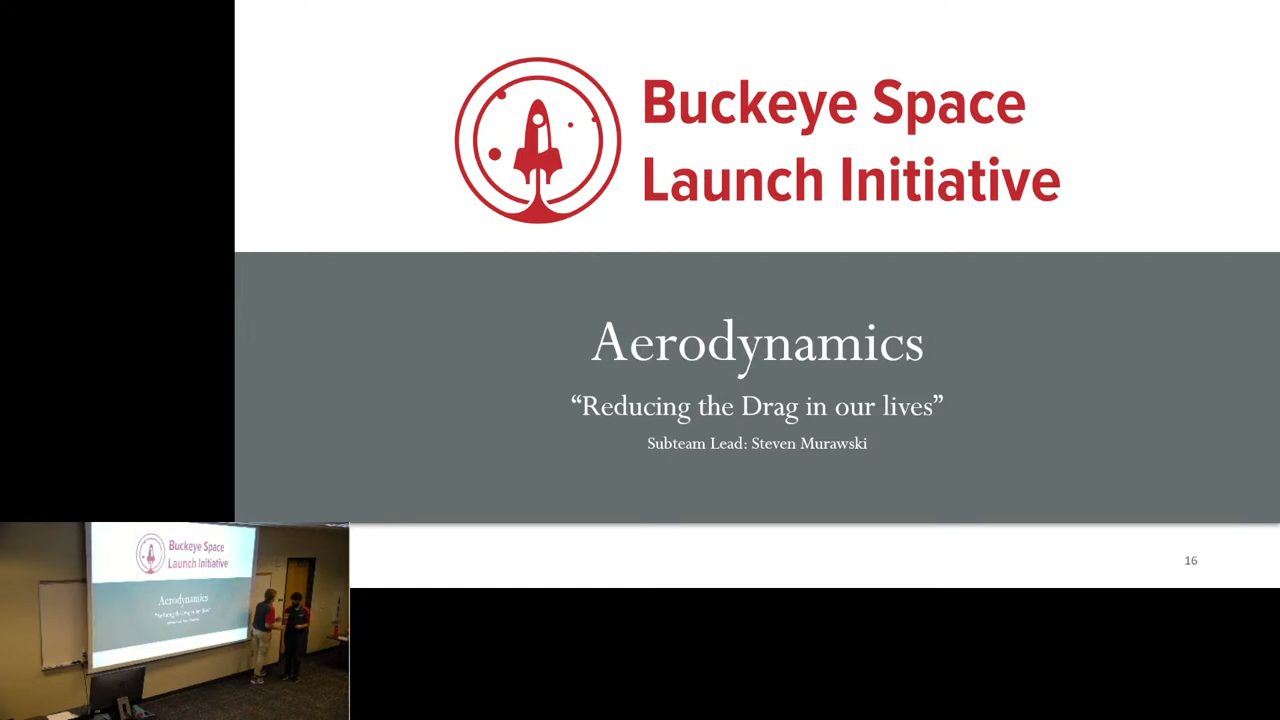 Buckeye Space
Launch Initiative
Aerodynamics
“Reducing the Drag in our lives”
Subteam Lead: Steven Murawski
16
Buckeye Space
Launch Initiative
Aerodynamics